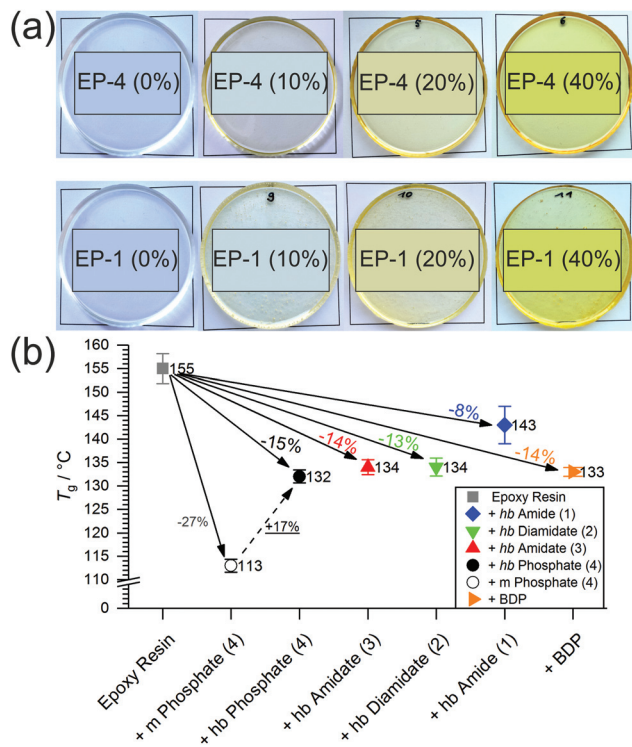 (a)
5
6
EP-4 (0%) EP-4 (10%) EP-4 (20%) EP-4 (40%)
9
10
11
EP-1 (0%) EP-1 (10%) EP-1 (20%) EP-1 (40%)
(b)
160
155
150
145
140
135
130
125
120
115
110
0
Tg / °C
155
-8%
143
-15%
-14%
-13%
-14%
132
134
134
133
-27%
+17%
113
Epoxy Resin
+ hb Amide (1)
+ hb Diamidate (2)
+ hb Amidate (3)
+ hb Phosphate (4)
+ m Phosphate (4)
+ BDP
Epoxy Resin
+ m Phosphate (4)
+ hb Phosphate (4)
+ hb Amidate (3)
+ hb Diamidate (2)
+ hb Amide (1)
+ BDP